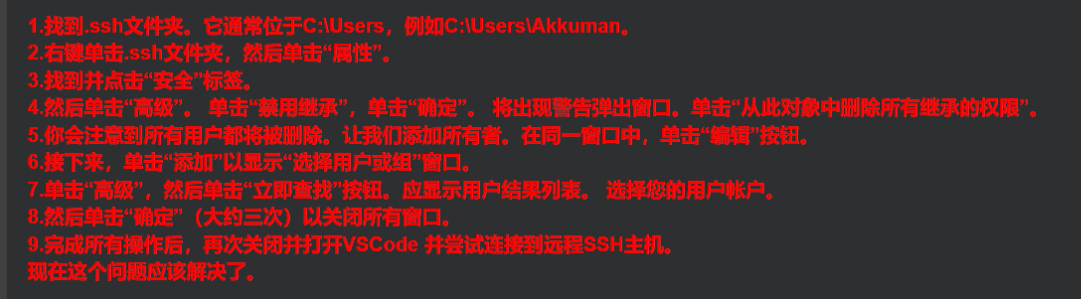 1.找到.ssh文件夹。它通常位于C:\Users，例如C:\Users\Akkuman。
2.右键单击.ssh文件夹，然后单击“属性”。
3.找到并点击“安全”标签。
4.然后单击“高级”。 单击“禁用继承”，单击“确定”。 将出现警告弹出窗口。单击“从此对象中删除所有继承的权限”。
5.你会注意到所有用户都将被删除。让我们添加所有者。在同一窗口中，单击“编辑”按钮。
6.接下来，单击“添加”以显示“选择用户或组”窗口。
7.单击“高级”，然后单击“立即查找”按钮。应显示用户结果列表。 选择您的用户帐户。
8.然后单击“确定”（大约三次）以关闭所有窗口。
9.完成所有操作后，再次关闭并打开VSCode 并尝试连接到远程SSH主机。
现在这个问题应该解决了。